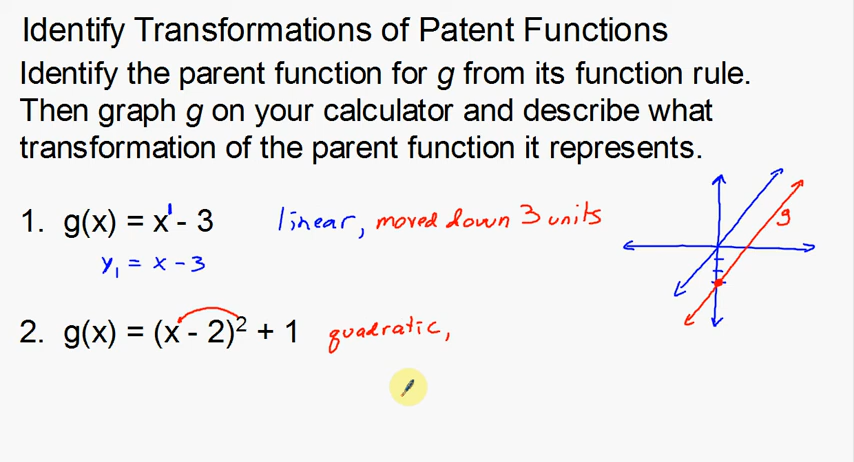 Identify Transformations of Patent Functions
Identify the parent function for g from its function rule.
Then graph g on your calculator and describe what
transformation of the parent function it represents.
1. g(x) = x¹ - 3 linear, moved down 3 units
g
y₁ = x - 3
2. g(x) = (x - 2)² + 1 quadratic,